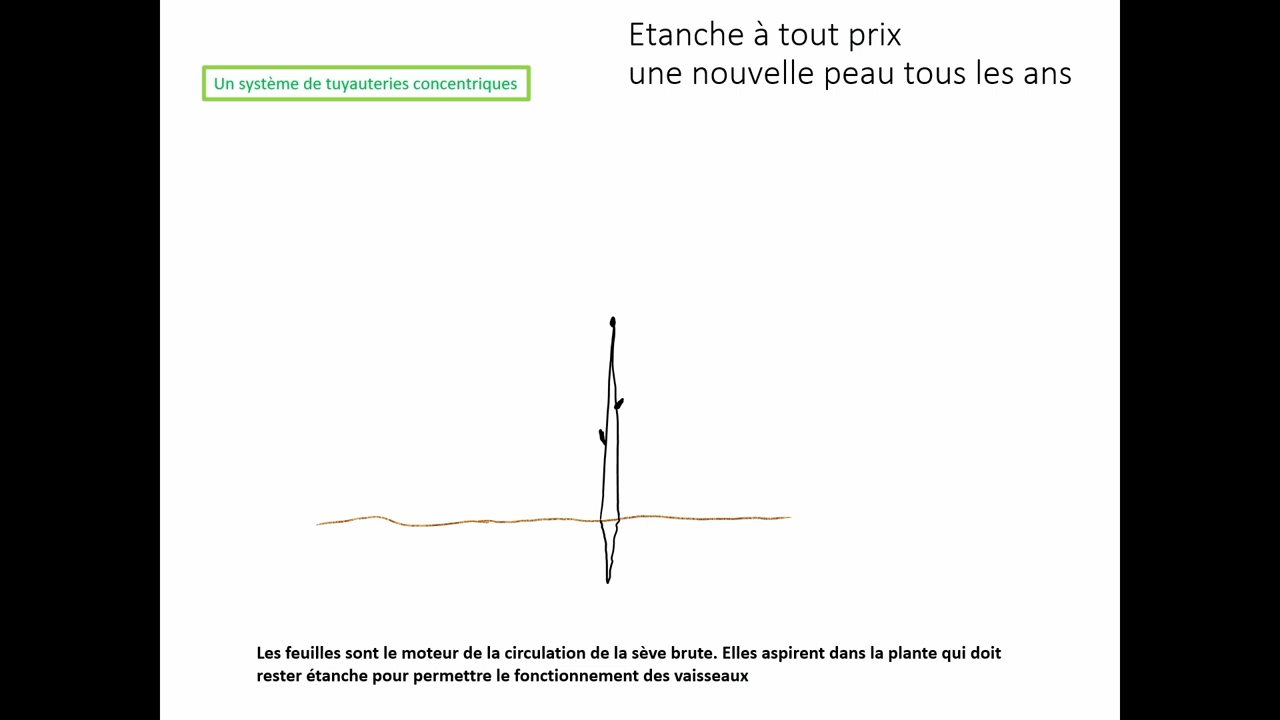 Etanche à tout prix
une nouvelle peau tous les ans
Un système de tuyauteries concentriques
Les feuilles sont le moteur de la circulation de la sève brute. Elles aspirent dans la plante qui doit
rester étanche pour permettre le fonctionnement des vaisseaux